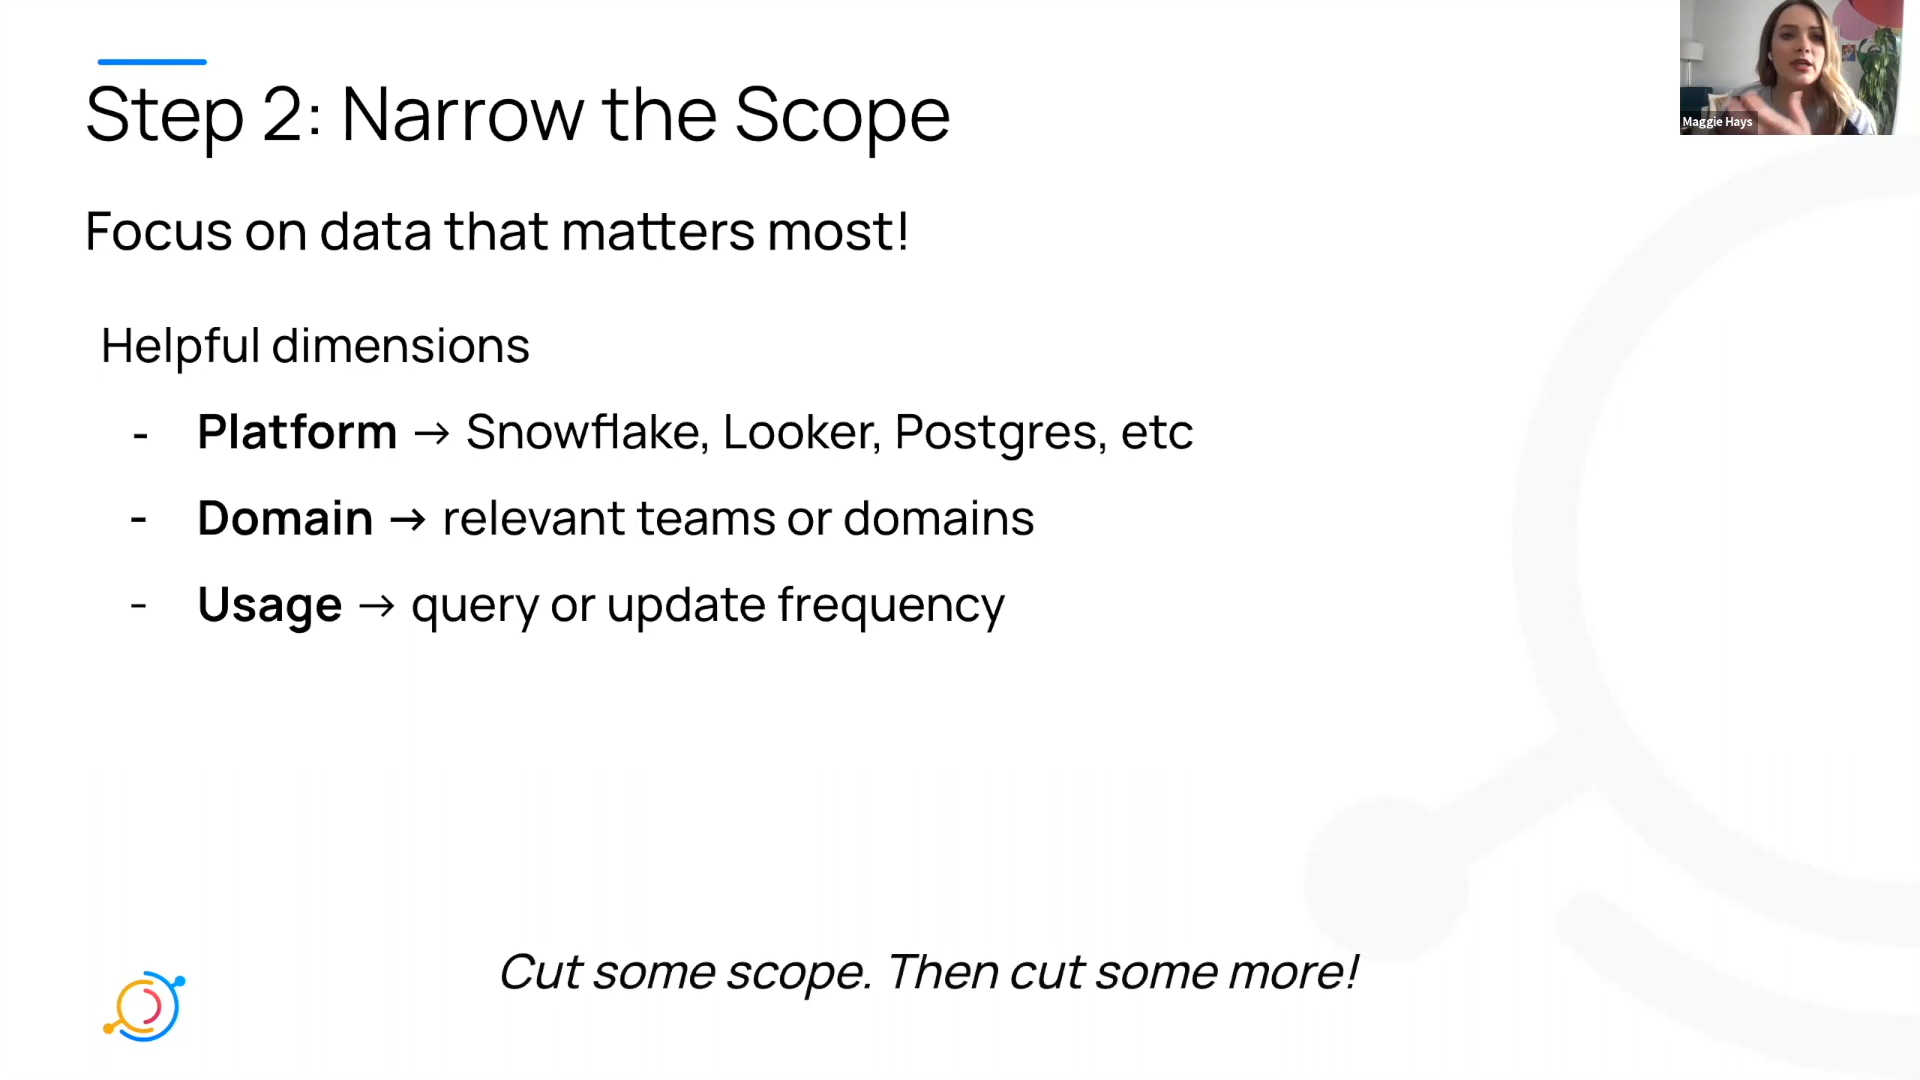 Step 2: Narrow the Scope
Maggie Hays
Focus on data that matters most!
Helpful dimensions
- Platform → Snowflake, Looker, Postgres, etc
- Domain → relevant teams or domains
- Usage → query or update frequency
Cut some scope. Then cut some more!